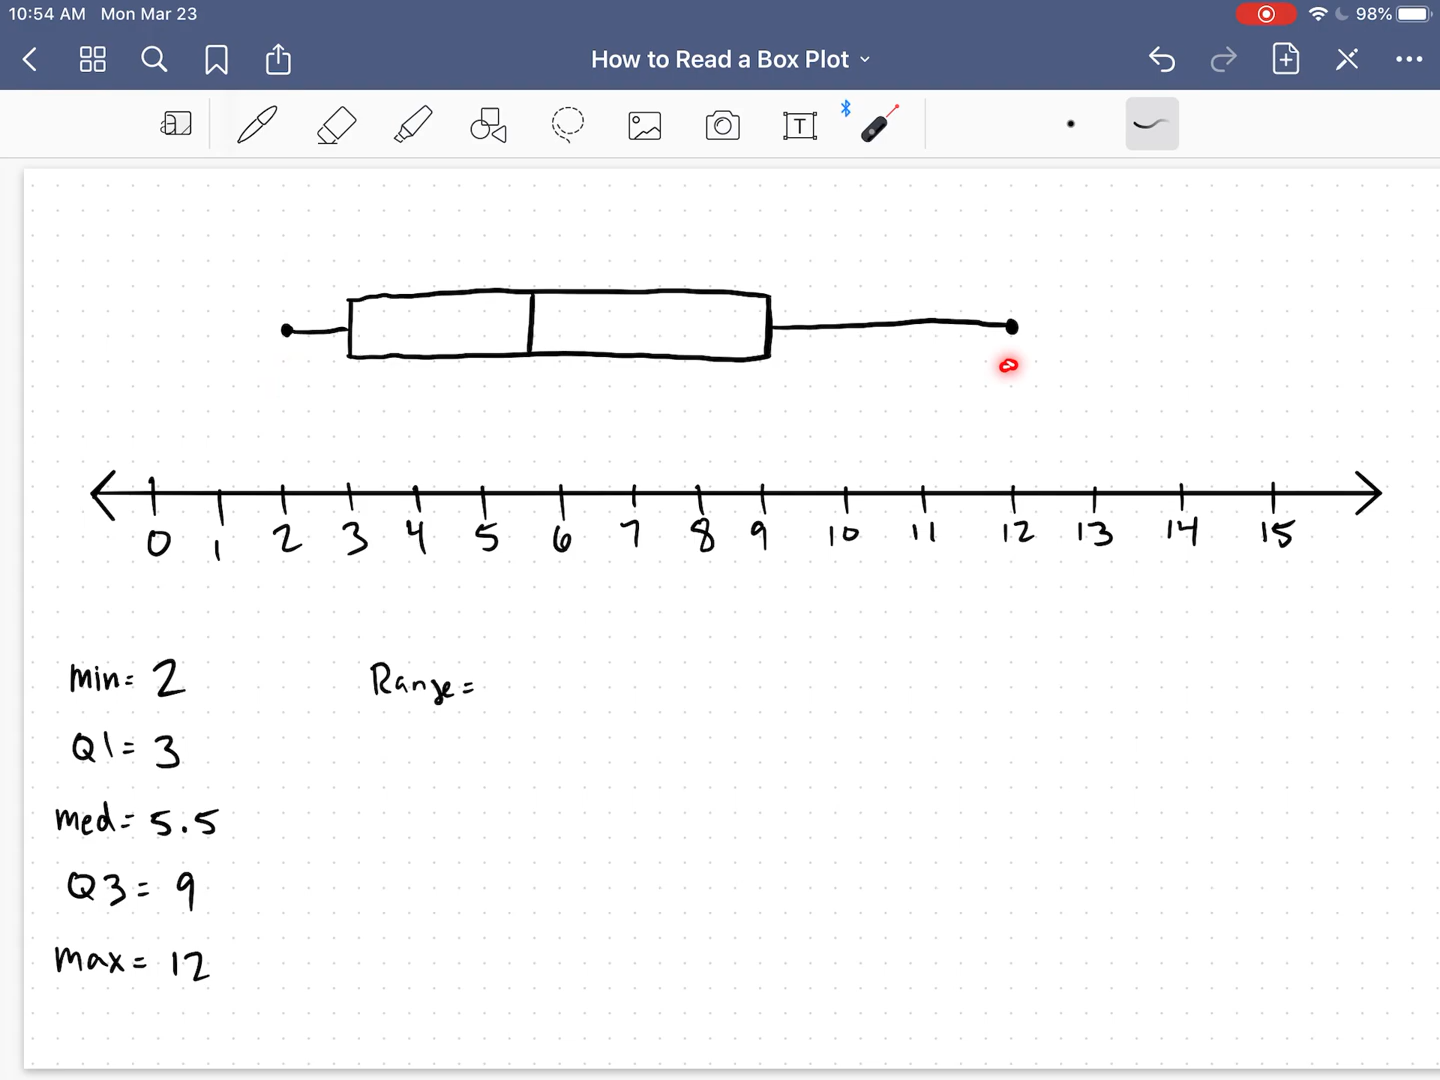 10:54 AM Mon Mar 23
98%
How to Read a Box Plot
a
T
0 1 2 3 4 5 6 7 8 9 10 11 12 13 14 15
min= 2
Range=
Q1= 3
med= 5.5
Q3= 9
max= 12